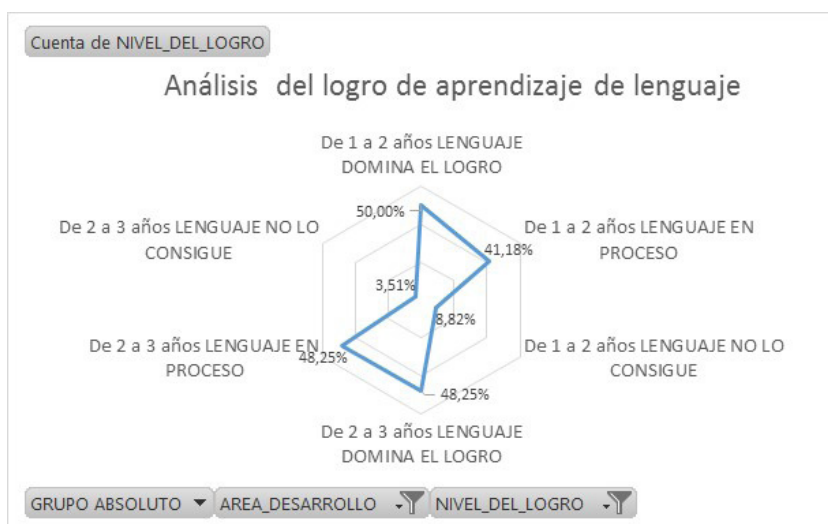 Cuenta de NIVEL_DEL_LOGRO
Análisis del logro de aprendizaje de lenguaje
De 1 a 2 años LENGUAJE
DOMINA EL LOGRO
50,00%
De 2 a 3 años LENGUAJE NO LO
CONSIGUE
De 1 a 2 años LENGUAJE EN
PROCESO
41,18%
3,51%
8,82%
De 2 a 3 años LENGUAJE EN
PROCESO
48,25%
De 1 a 2 años LENGUAJE NO LO
CONSIGUE
48,25%
De 2 a 3 años LENGUAJE
DOMINA EL LOGRO
GRUPO ABSOLUTO AREA_DESARROLLO NIVEL_DEL_LOGRO